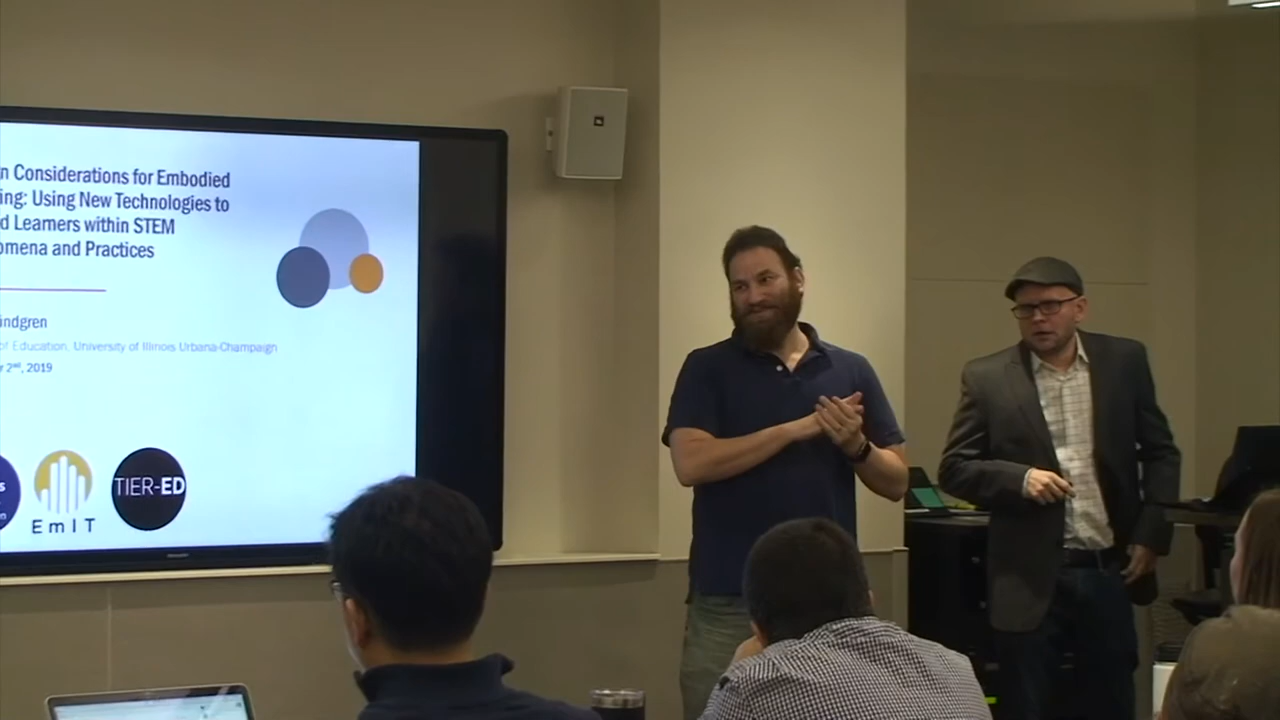 n Considerations for Embodied
ing: Using New Technologies to
d Learners within STEM
omena and Practices
indgren
of Education, University of Illinois Urbana-Champaign
r 2nd, 2019
s
n
EmIT
TIER-ED